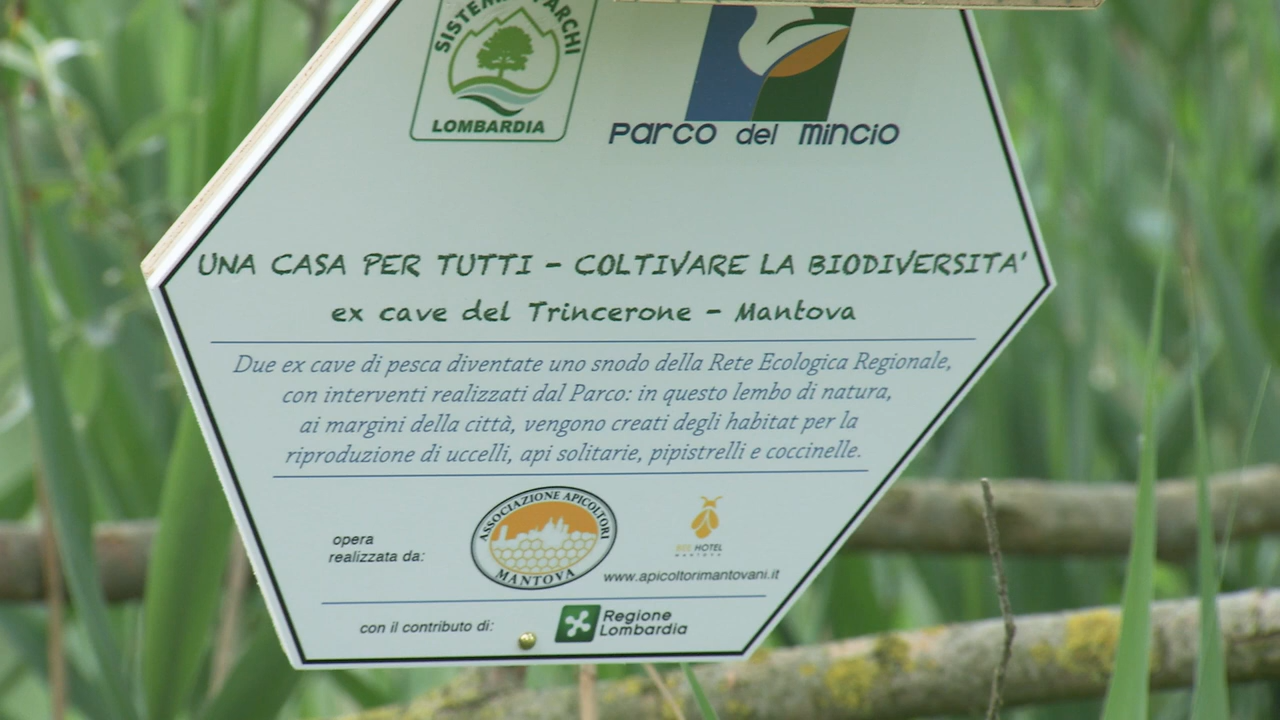 SISTEMA PARCHI
LOMBARDIA
Parco del Mincio
UNA CASA PER TUTTI - COLTIVARE LA BIODIVERSITA'
ex cave del Trincerone - Mantova
Due ex cave di pesca diventate uno snodo della Rete Ecologica Regionale,
con interventi realizzati dal Parco: in questo lembo di natura,
ai margini della città, vengono creati degli habitat per la
riproduzione di uccelli, api solitarie, pipistrelli e coccinelle.
opera
realizzata da:
ASSOCIAZIONE APICOLTORI
MANTOVA
BEE HOTEL
MANTOVA
www.apicoltorimantovani.it
con il contributo di:
Regione
Lombardia